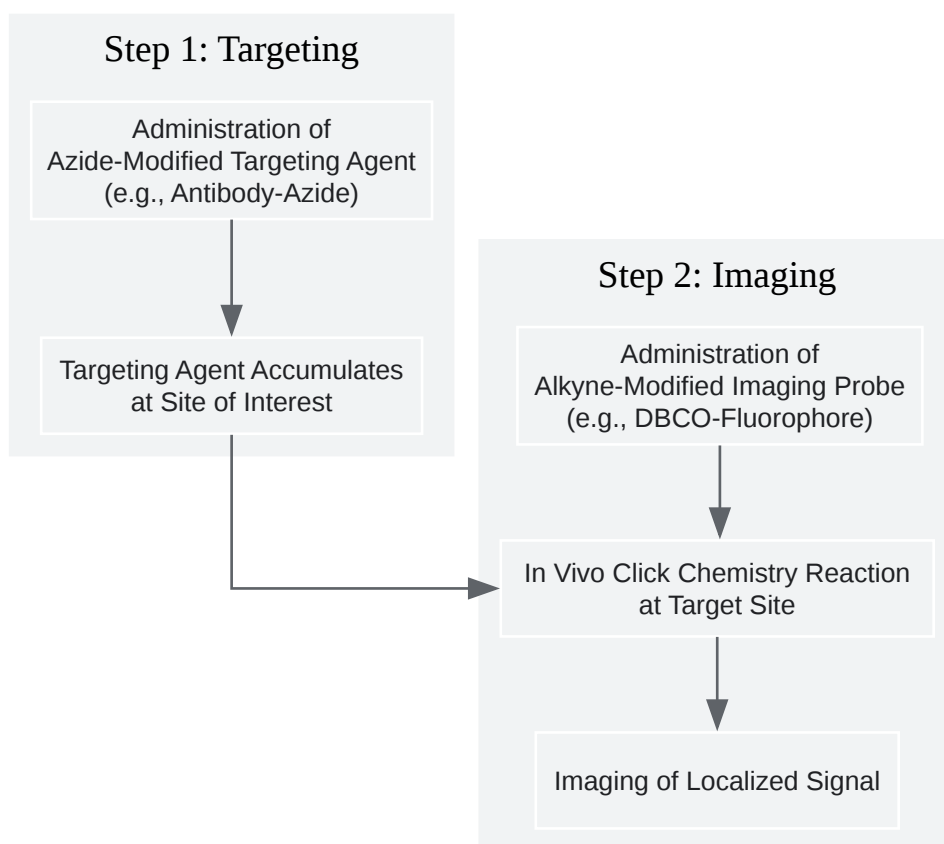 Step 1: Targeting
Administration of
Azide-Modified Targeting Agent
(e.g., Antibody-Azide)
Targeting Agent Accumulates
at Site of Interest
Step 2: Imaging
Administration of
Alkyne-Modified Imaging Probe
(e.g., DBCO-Fluorophore)
In Vivo Click Chemistry Reaction
at Target Site
Imaging of Localized Signal